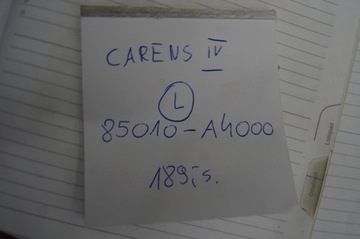 CARENS IV
L
85010-A4000
189,-s.